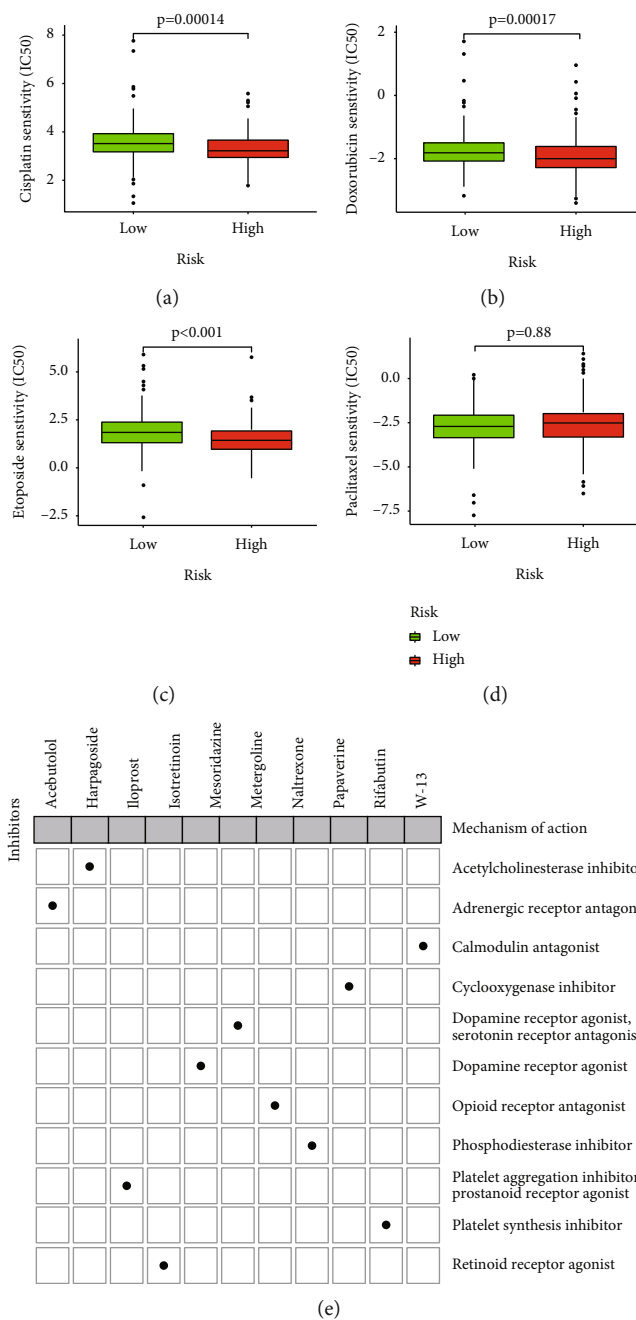 p=0.00014
8
6
4
2
Cisplatin senstivity (IC50)
Low
High
Risk
(a)
p=0.00017
2
0
−2
Doxorubicin senstivity (IC50)
Low
High
Risk
(b)
p<0.001
5.0
2.5
0.0
−2.5
Etoposide senstivity (IC50)
Low
High
Risk
(c)
p=0.88
0.0
−2.5
−5.0
−7.5
Paclitaxel senstivity (IC50)
Low
High
Risk
Risk
Low
High
(d)
Inhibitors
Acebutolol
Harpagoside
Iloprost
Isotretinoin
Mesoridazine
Metergoline
Naltrexone
Papaverine
Rifabutin
W-13
Mechanism of action
Acetylcholinesterase inhibito
Adrenergic receptor antagon
Calmodulin antagonist
Cyclooxygenase inhibitor
Dopamine receptor agonist,
serotonin receptor antagonis
Dopamine receptor agonist
Opioid receptor antagonist
Phosphodiesterase inhibitor
Platelet aggregation inhibitor
prostanoid receptor agonist
Platelet synthesis inhibitor
Retinoid receptor agonist
(e)